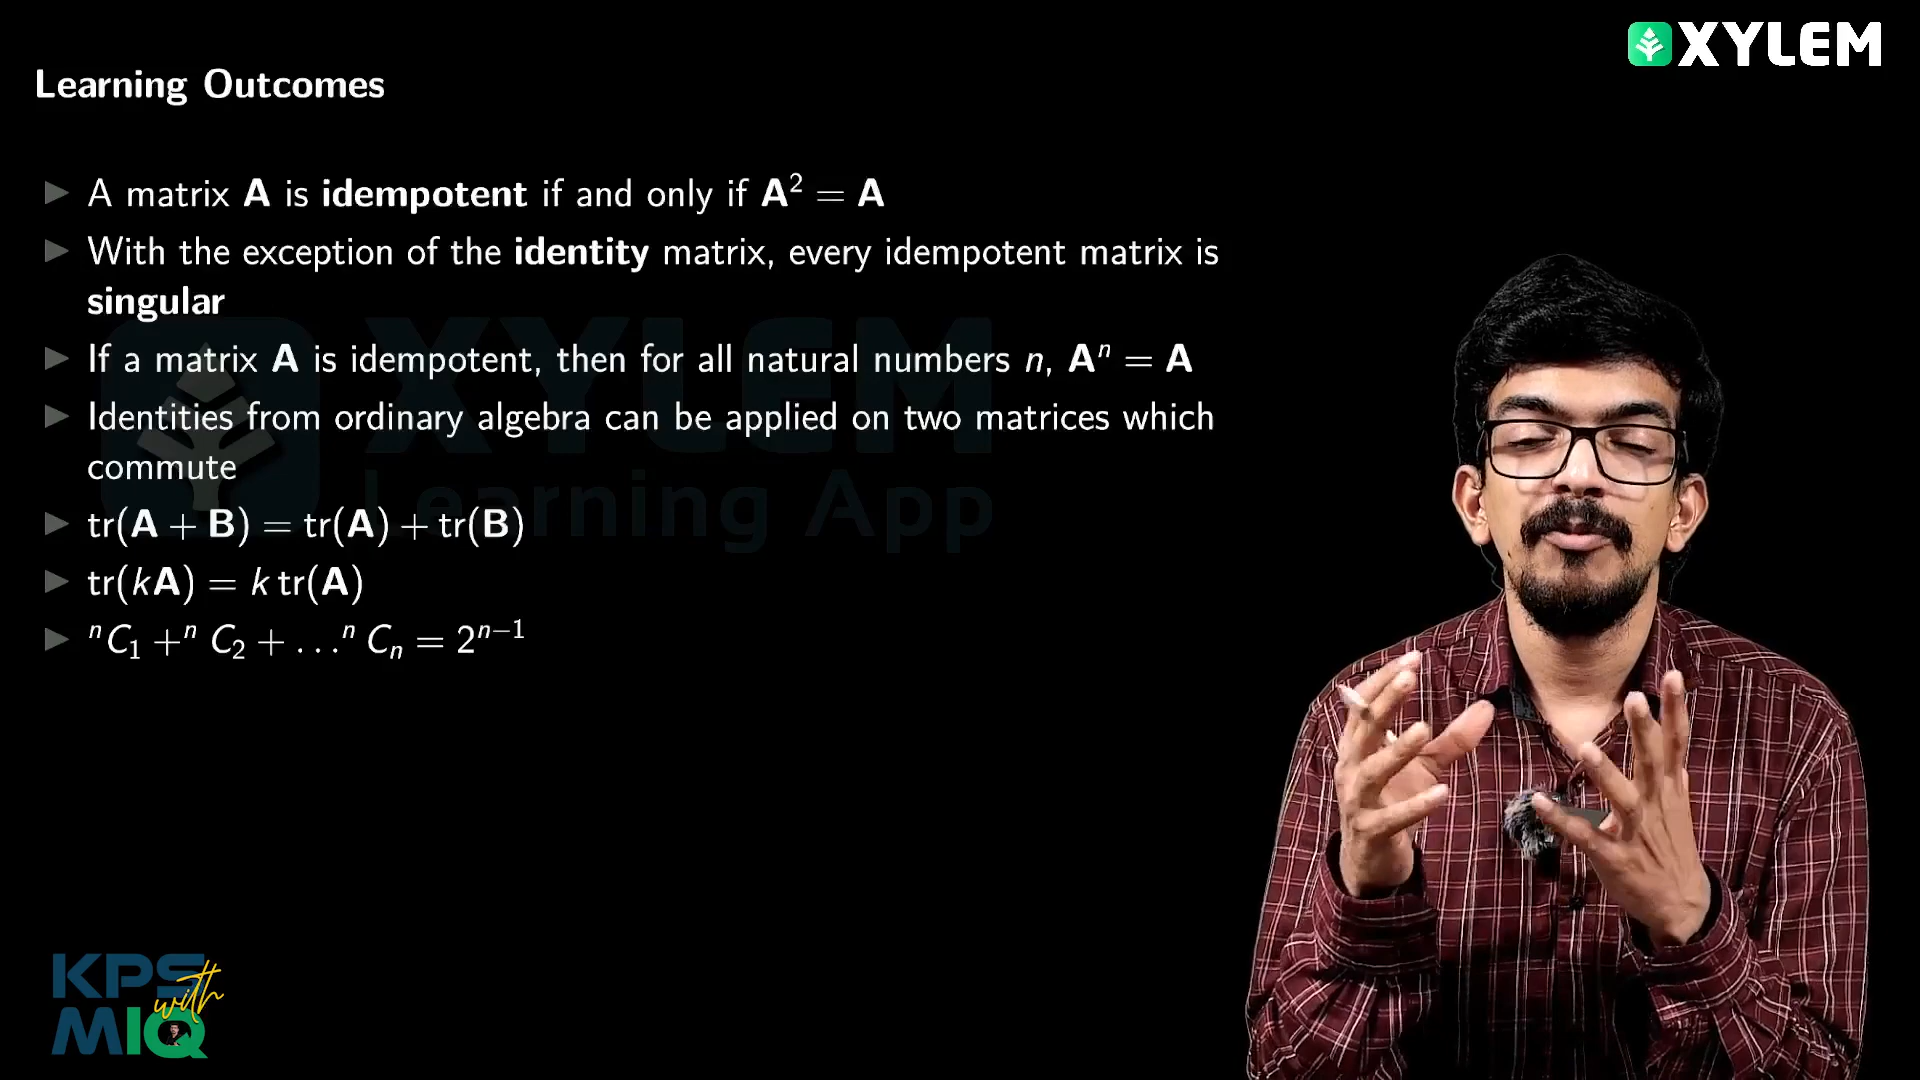 XYLEM
Learning Outcomes
▶ A matrix A is idempotent if and only if A² = A
▶ With the exception of the identity matrix, every idempotent matrix is
singular
▶ If a matrix A is idempotent, then for all natural numbers n, Aⁿ = A
▶ Identities from ordinary algebra can be applied on two matrices which
commute
▶ tr(A + B) = tr(A) + tr(B)
▶ tr(kA) = k tr(A)
▶ ⁿC₁ +ⁿ C₂ + …ⁿ Cₙ = 2ⁿ⁻¹
XYLEM
Learning App
KPS
with
MIQ